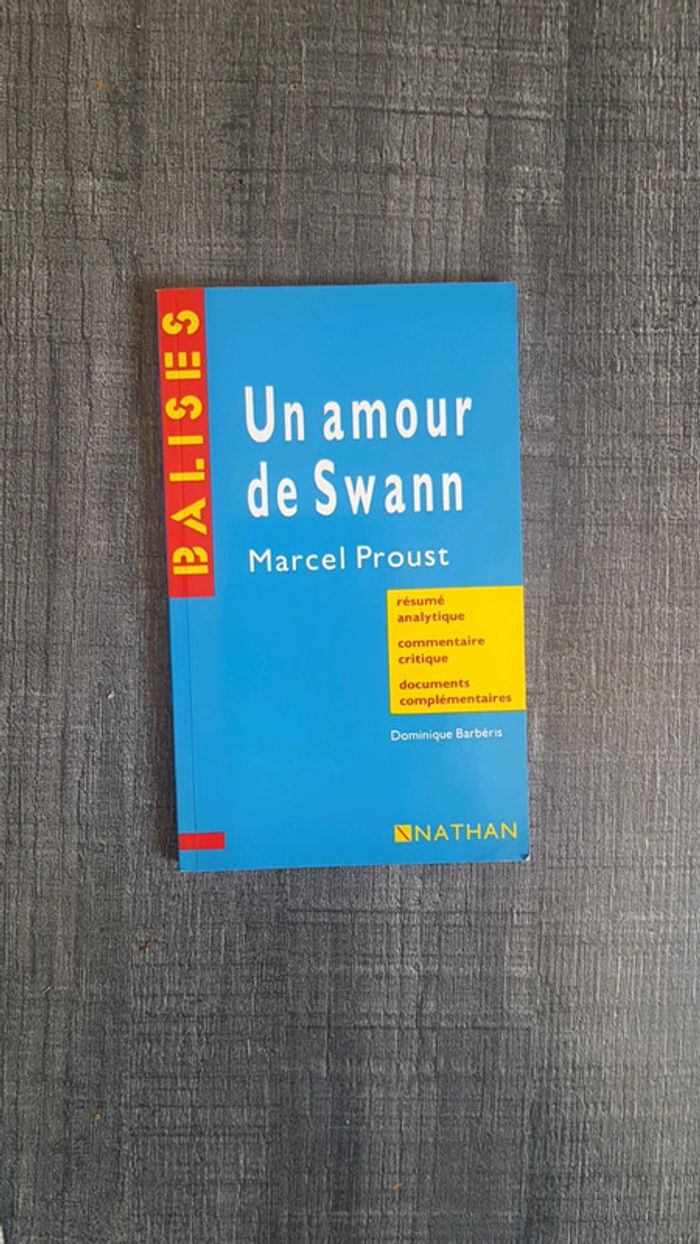 BALISES
Un amour
de Swann
Marcel Proust
résumé
analytique
commentaire
critique
documents
complémentaires
Dominique Barbéris
NATHAN